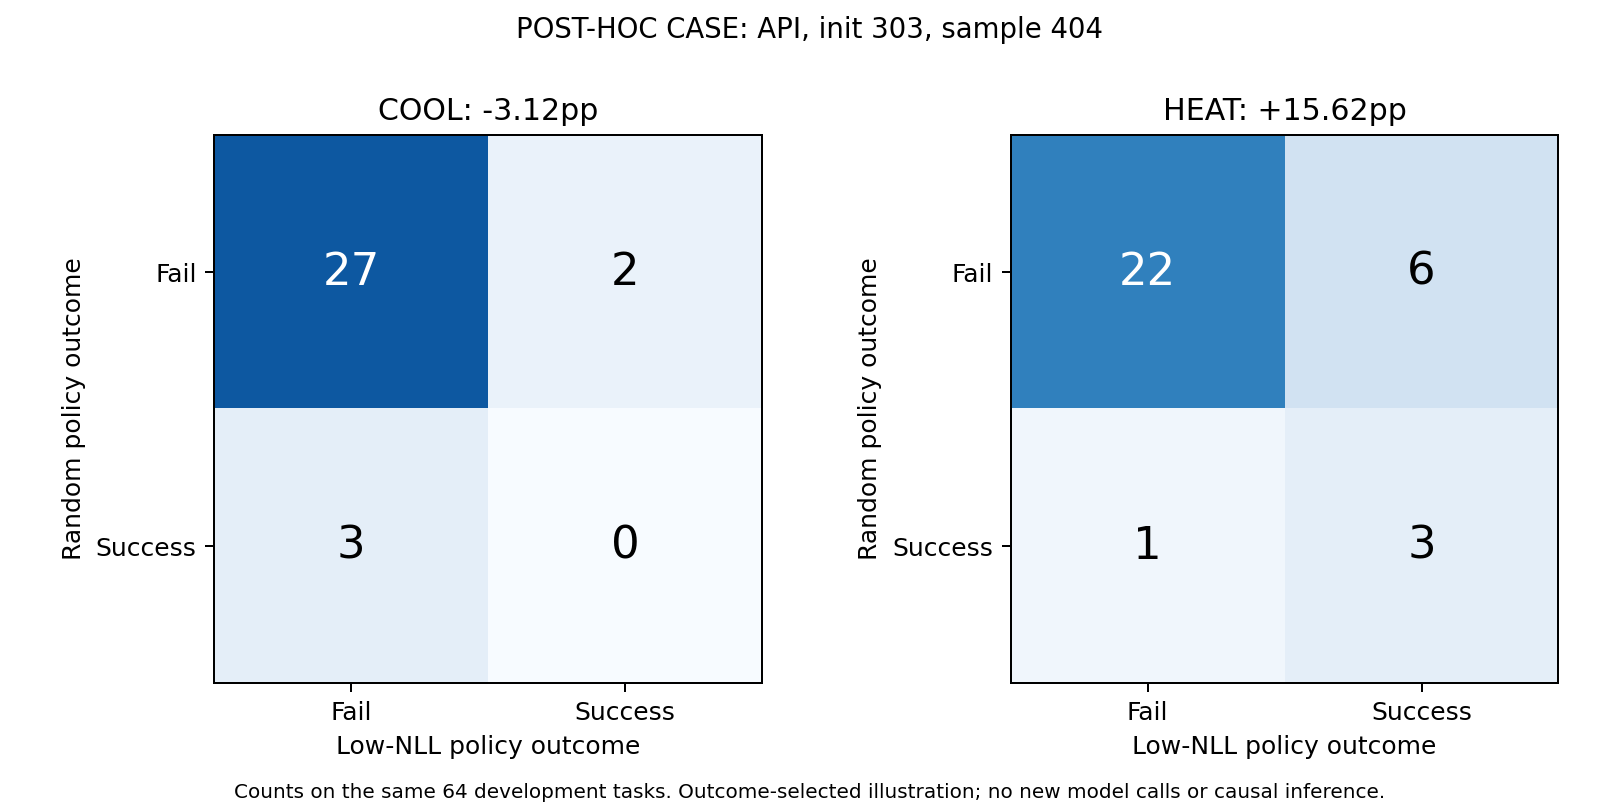 POST-HOC CASE: API, init 303, sample 404
COOL: -3.12pp
Random policy outcome
Fail
27
2
Success
3
0
Fail
Success
Low-NLL policy outcome
HEAT: +15.62pp
Random policy outcome
Fail
22
6
Success
1
3
Fail
Success
Low-NLL policy outcome
Counts on the same 64 development tasks. Outcome-selected illustration; no new model calls or causal inference.